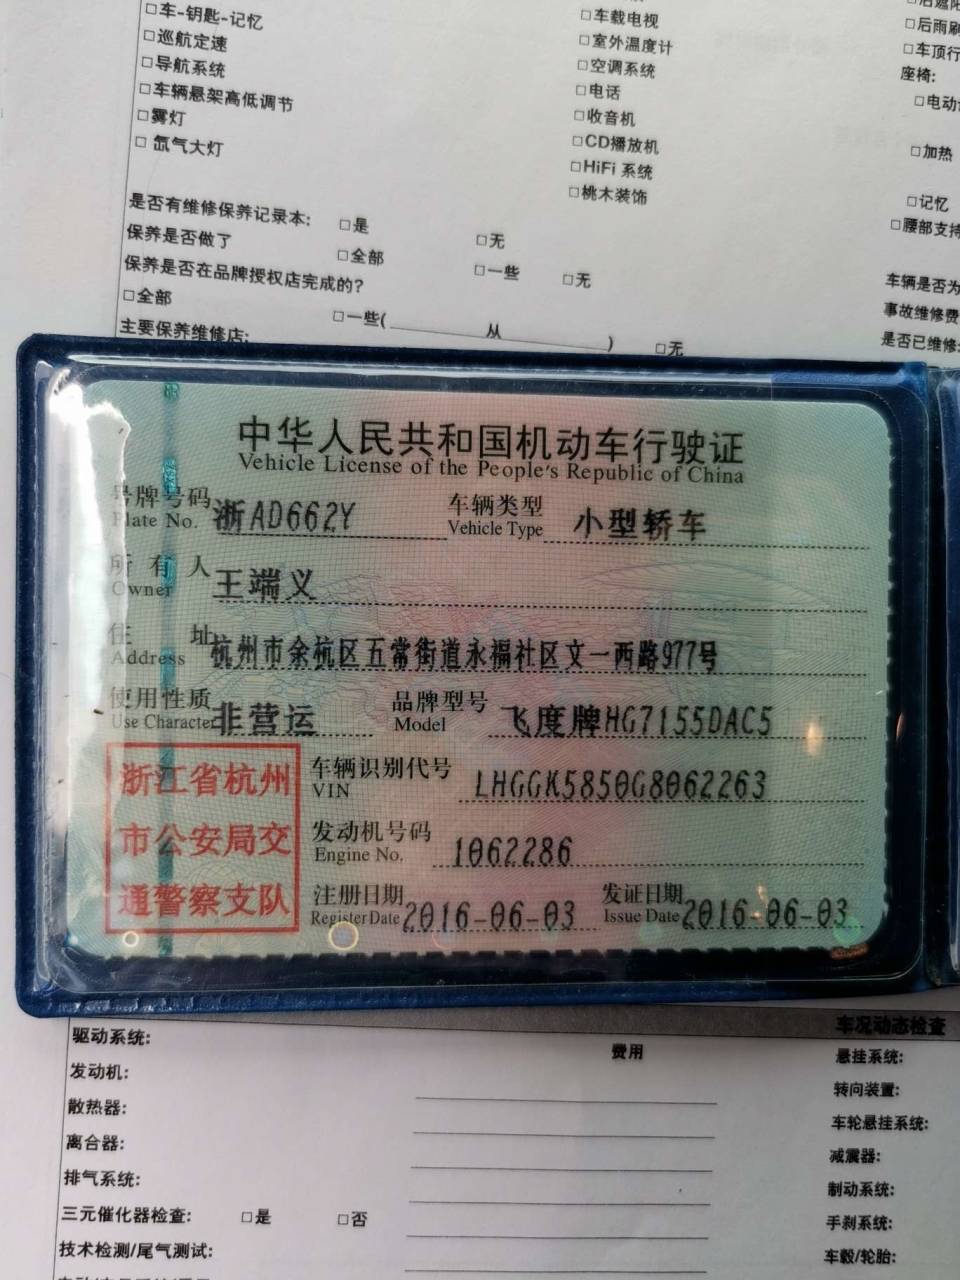 □车-钥匙-记忆
□巡航定速
□导航系统
□车辆悬架高低调节
□雾灯
□ 氙气大灯
□车载电视
□室外温度计
□空调系统
□电话
□收音机
□CD播放机
□HiFi 系统
□桃木装饰
□后雨刷
□车顶行
座椅:
□电动
□加热
□记忆
□腰部支持
是否有维修保养记录本: □是 □无
保养是否做了 □全部 □一些 □无
保养是否在品牌授权店完成的?
□全部 □一些( 从 ) □无
主要保养维修店:
车辆是否为
事故维修费
是否已维修
中华人民共和国机动车行驶证
Vehicle License of the People's Republic of China
号牌号码 浙AD662Y 车辆类型 小型轿车
Plate No. Vehicle Type
所有人 王端义
Owner
住址 杭州市余杭区五常街道永福社区文一西路977号
Address
使用性质 非营运 品牌型号 飞度牌HG7155DAC5
Use Character Model
浙江省杭州
市公安局交
通警察支队
车辆识别代号 LHGGK5850G8062263
VIN
发动机号码 1062286
Engine No.
注册日期 2016-06-03 发证日期 2016-06-03
Register Date Issue Date
驱动系统:
发动机:
散热器:
离合器:
排气系统:
三元催化器检查: □是 □否
技术检测/尾气测试:
费用
车况动态检查
悬挂系统:
转向装置:
车轮悬挂系统:
减震器:
制动系统:
手刹系统:
车毂/轮胎: